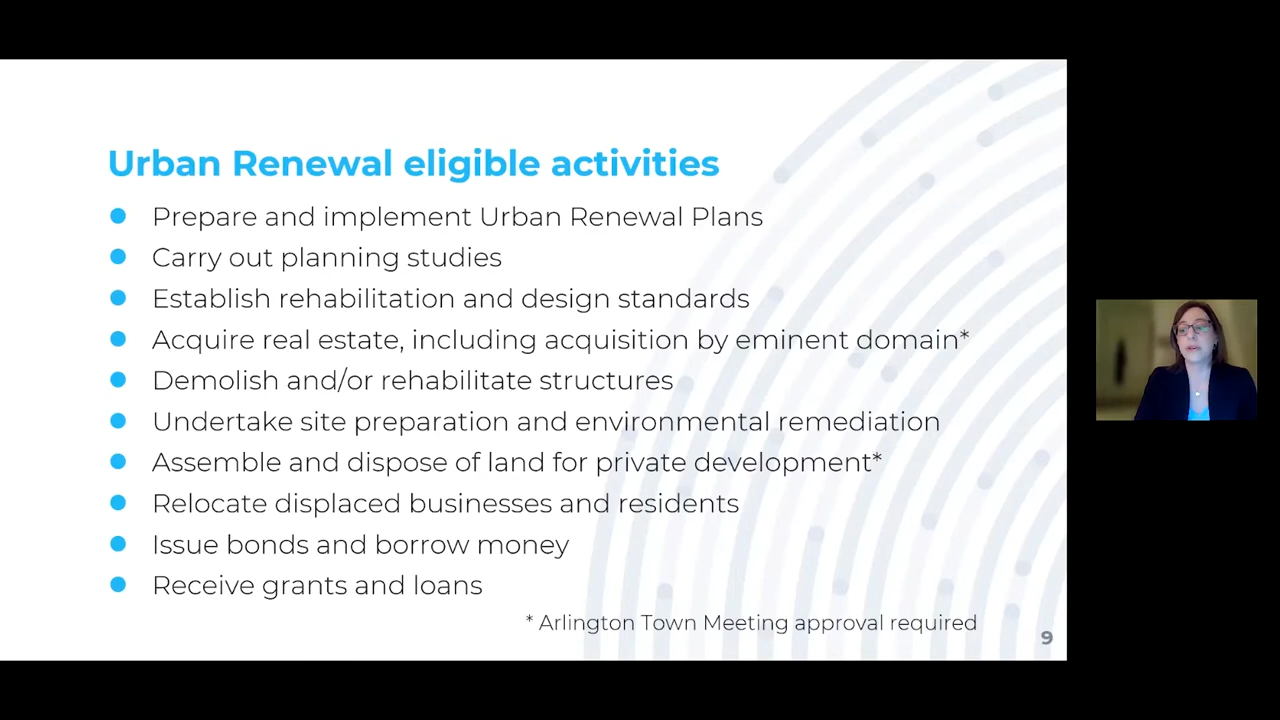 Urban Renewal eligible activities
Prepare and implement Urban Renewal Plans
Carry out planning studies
Establish rehabilitation and design standards
Acquire real estate, including acquisition by eminent domain*
Demolish and/or rehabilitate structures
Undertake site preparation and environmental remediation
Assemble and dispose of land for private development*
Relocate displaced businesses and residents
Issue bonds and borrow money
Receive grants and loans
* Arlington Town Meeting approval required
9